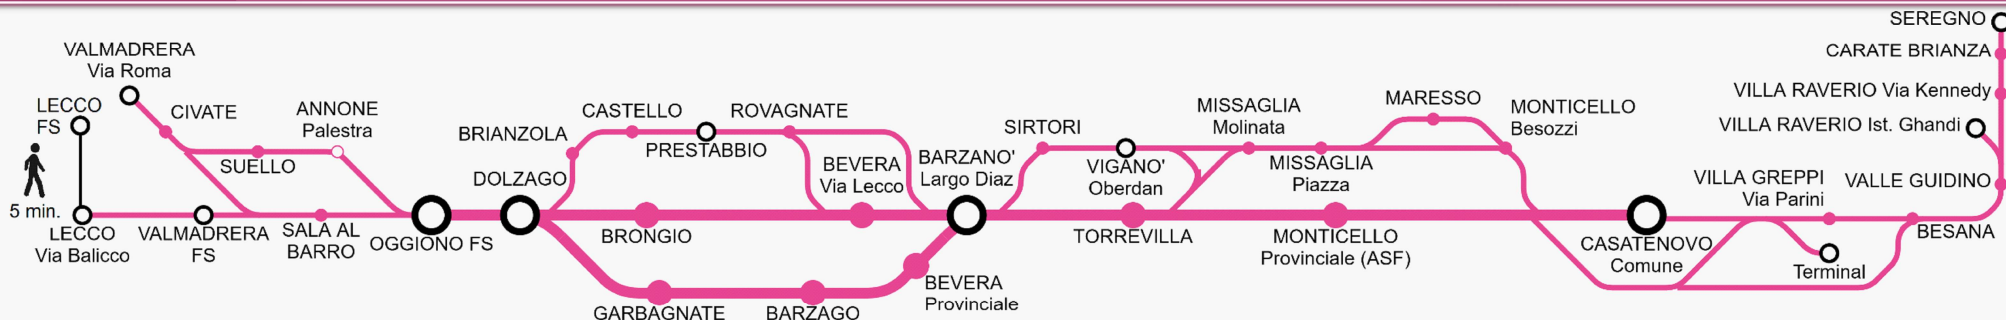 VALMADRERA
Via Roma
LECCO
FS
5 min.
LECCO
Via Balicco
CIVATE
ANNONE
Palestra
SUELLO
VALMADRERA
FS
SALA AL
BARRO
OGGIONO FS
DOLZAGO
BRIANZOLA
CASTELLO
PRESTABBIO
ROVAGNATE
BEVERA
Via Lecco
BRONGIO
GARBAGNATE
BARZAGO
BEVERA
Provinciale
BARZANO'
Largo Diaz
SIRTORI
VIGANO'
Oberdan
MISSAGLIA
Molinata
MISSAGLIA
Piazza
MARESSO
MONTICELLO
Besozzi
TORREVILLA
MONTICELLO
Provinciale (ASF)
CASATENOVO
Comune
VILLA GREPPI
Via Parini
Terminal
BESANA
VALLE GUIDINO
VILLA RAVERIO Ist. Ghandi
VILLA RAVERIO Via Kennedy
CARATE BRIANZA
SEREGNO